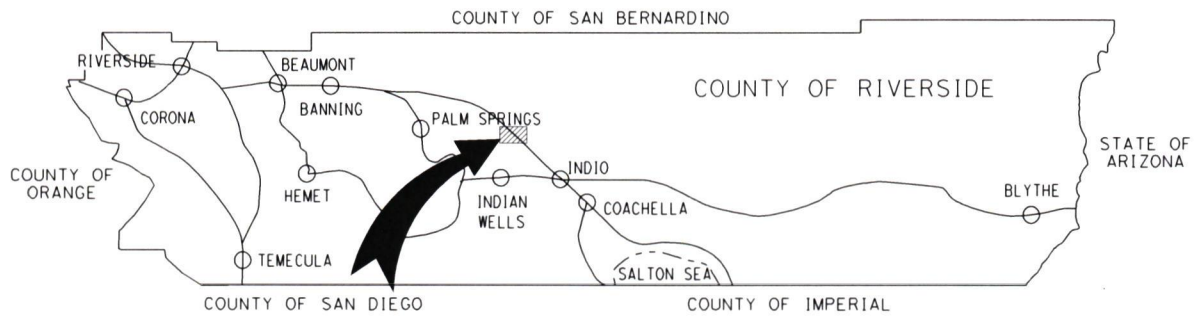 COUNTY OF SAN BERNARDINO
RIVERSIDE
BEAUMONT
COUNTY OF RIVERSIDE
BANNING
CORONA
PALM SPRINGS
STATE OF
ARIZONA
COUNTY OF
ORANGE
INDIO
HEMET
BLYTHE
INDIAN
WELLS
COACHELLA
TEMECULA
SALTON SEA
COUNTY OF SAN DIEGO
COUNTY OF IMPERIAL